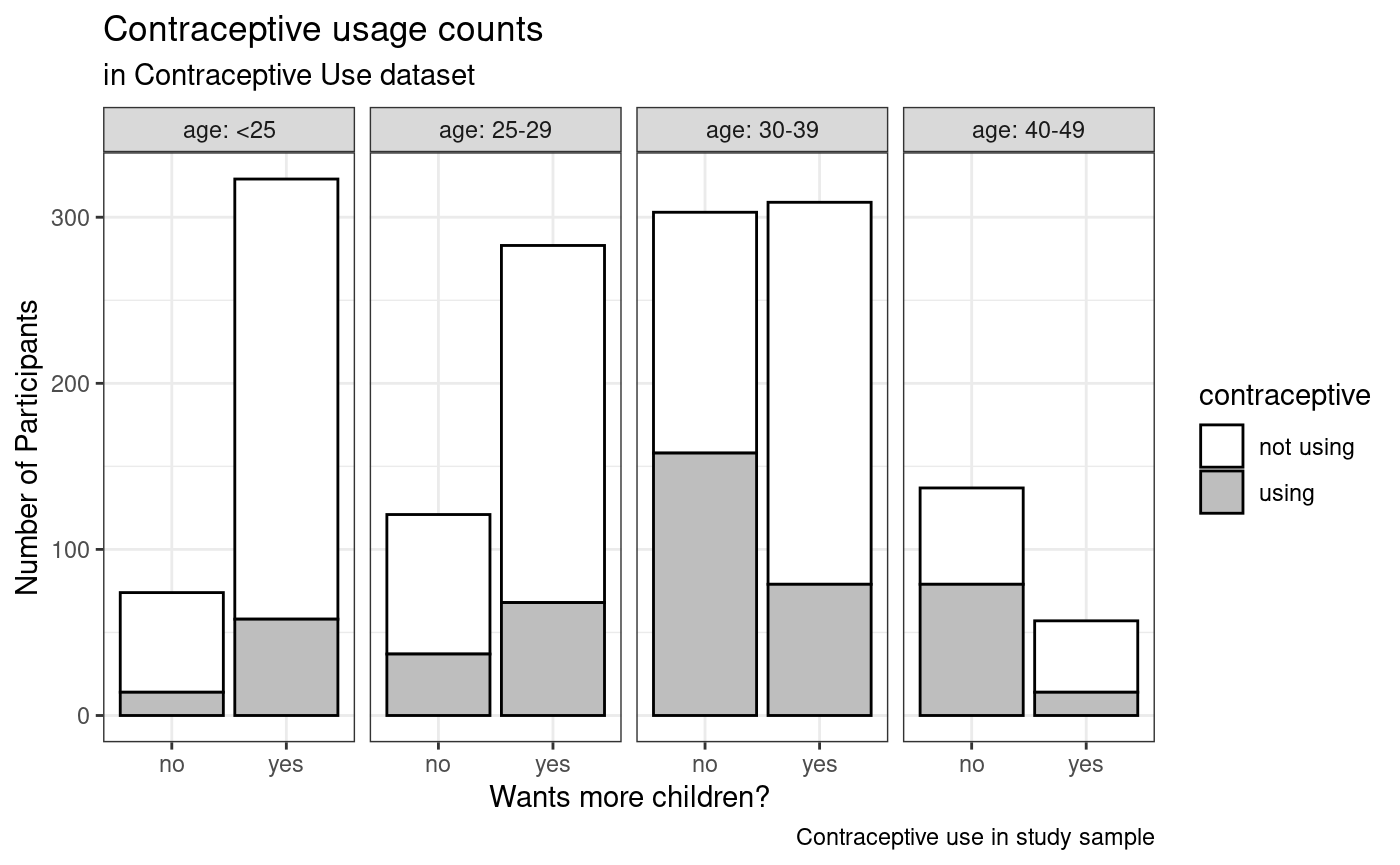 Contraceptive usage counts
in Contraceptive Use dataset
age: <25
age: 25-29
age: 30-39
age: 40-49
Number of Participants
300
200
100
0
no
yes
no
yes
no
yes
no
yes
Wants more children?
contraceptive
not using
using
Contraceptive use in study sample